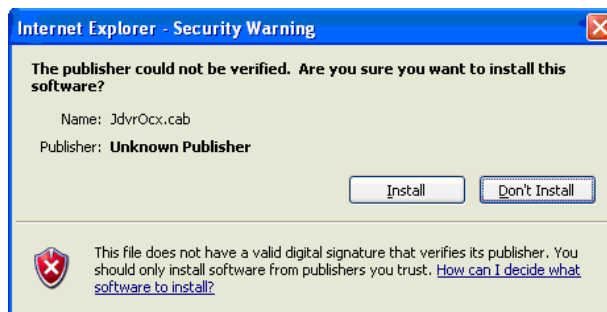 Internet Explorer - Security Warning
The publisher could not be verified. Are you sure you want to install this
software?
Name: JdvrOcx.cab
Publisher: Unknown Publisher
Install Don't Install
This file does not have a valid digital signature that verifies its publisher. You
should only install software from publishers you trust. How can I decide what
software to install?